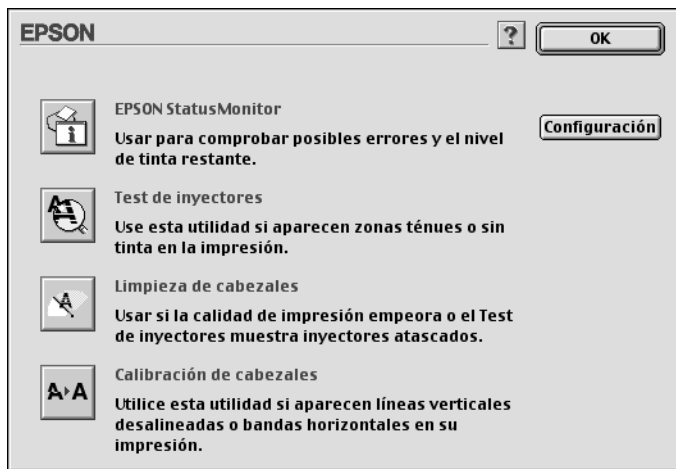 EPSON
?
OK
EPSON StatusMonitor
Usar para comprobar posibles errores y el nivel
de tinta restante.
Configuración
Test de inyectores
Use esta utilidad si aparecen zonas ténues o sin
tinta en la impresión.
Limpieza de cabezales
Usar si la calidad de impresión empeora o el Test
de inyectores muestra inyectores atascados.
A▸A
Calibración de cabezales
Utilice esta utilidad si aparecen líneas verticales
desalineadas o bandas horizontales en su
impresión.